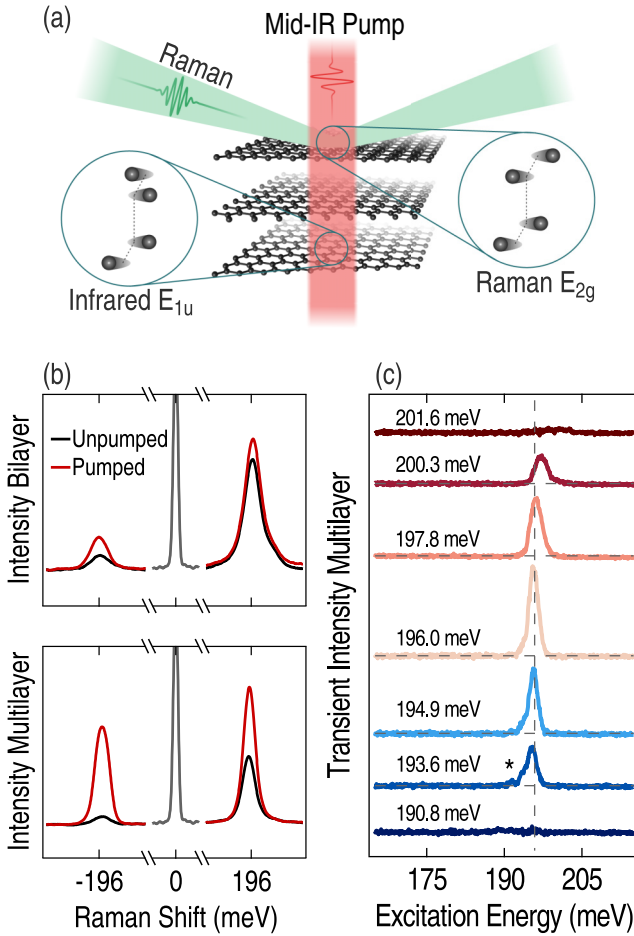 (a)
Mid-IR Pump
Raman
Infrared E1u
Raman E2g
(b)
Intensity Bilayer
Unpumped
Pumped
Intensity Multilayer
-196
0
196
Raman Shift (meV)
(c)
Transient Intensity Multilayer
201.6 meV
200.3 meV
197.8 meV
196.0 meV
194.9 meV
193.6 meV
*
190.8 meV
175
196
205
Excitation Energy (meV)